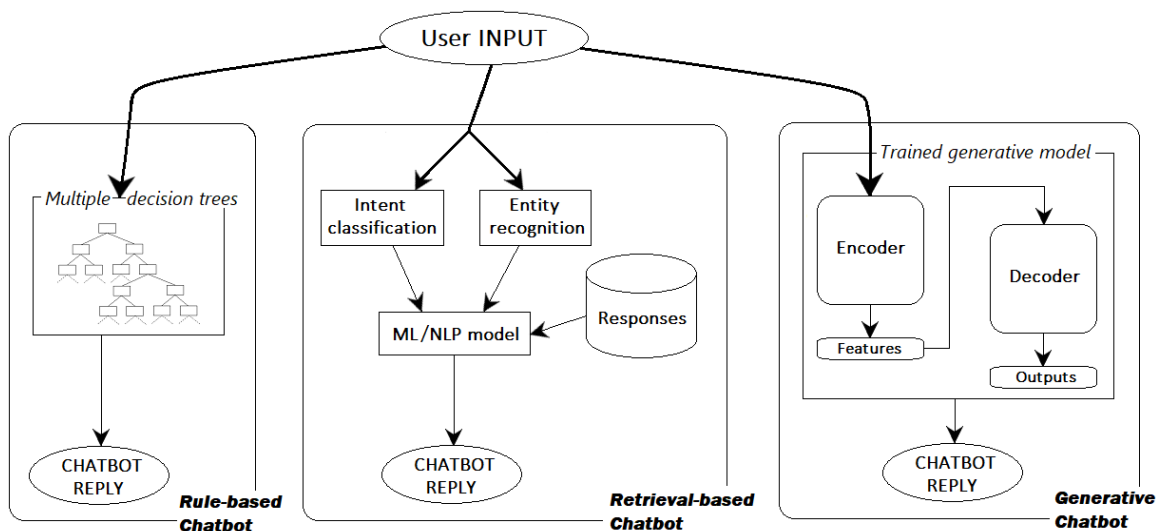 User INPUT
Multiple decision trees
CHATBOT
REPLY
Rule-based
Chatbot
Intent
classification
Entity
recognition
Responses
ML/NLP model
CHATBOT
REPLY
Retrieval-based
Chatbot
Trained generative model
Encoder
Decoder
Features
Outputs
CHATBOT
REPLY
Generative
Chatbot